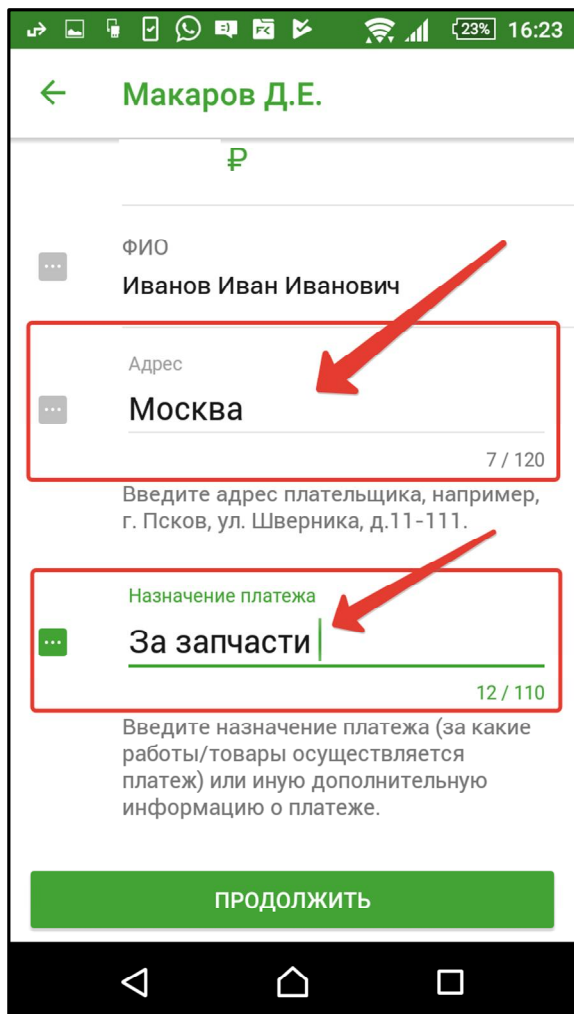 23% 16:23
Макаров Д.Е.
₽
ФИО
Иванов Иван Иванович
Адрес
Москва
7 / 120
Введите адрес плательщика, например,
г. Псков, ул. Шверника, д.11-111.
Назначение платежа
За запчасти
12 / 110
Введите назначение платежа (за какие
работы/товары осуществляется
платеж) или иную дополнительную
информацию о платеже.
ПРОДОЛЖИТЬ